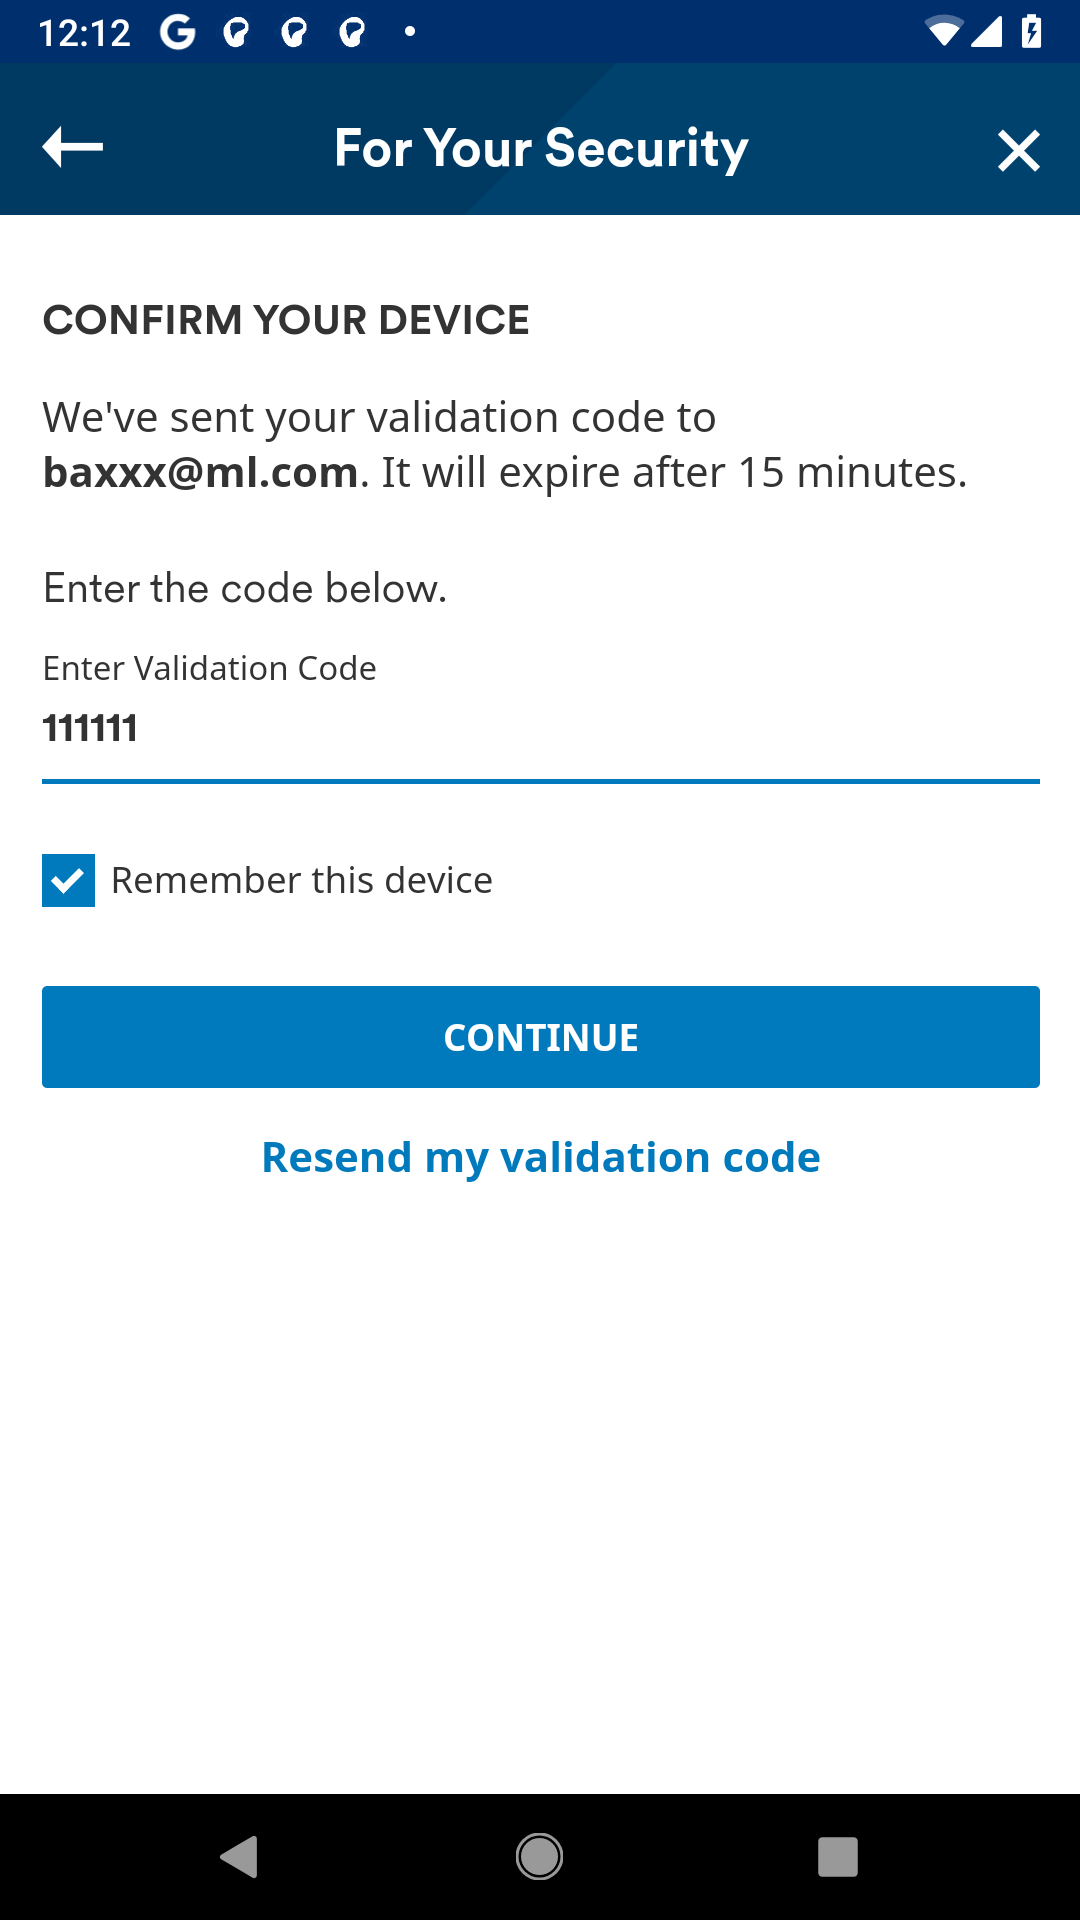 12:12
For Your Security
CONFIRM YOUR DEVICE
We've sent your validation code to
baxxx@ml.com. It will expire after 15 minutes.
Enter the code below.
Enter Validation Code
111111
Remember this device
CONTINUE
Resend my validation code